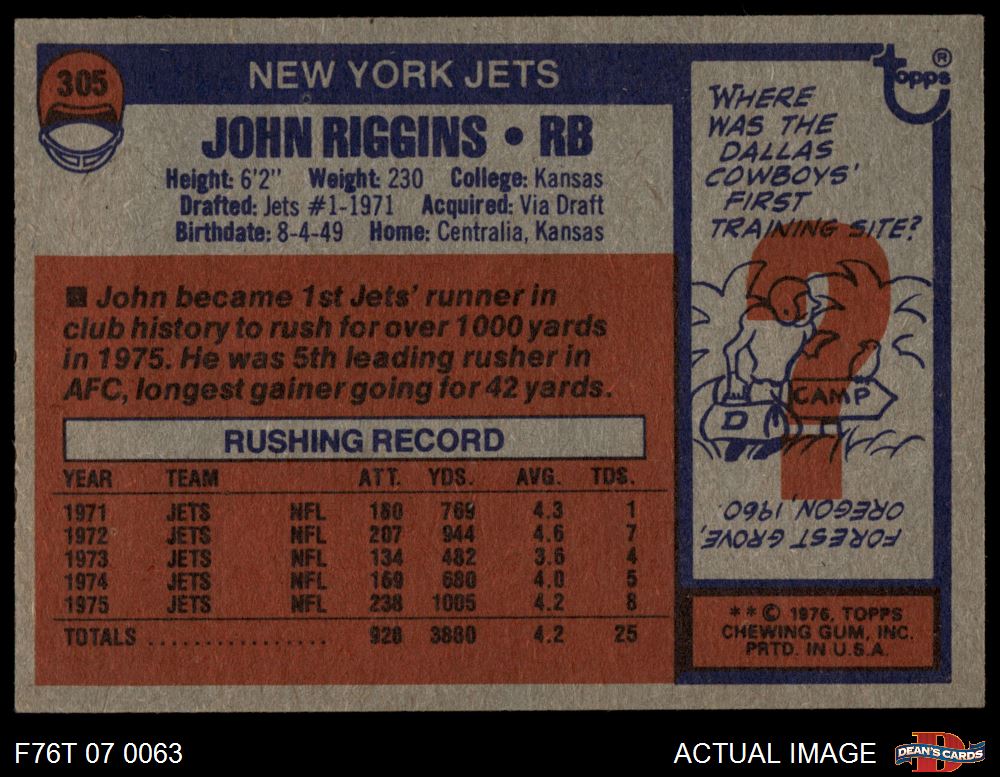 305
NEW YORK JETS
JOHN RIGGINS • RB
Height: 6'2" Weight: 230 College: Kansas
Drafted: Jets #1-1971 Acquired: Via Draft
Birthdate: 8-4-49 Home: Centralia, Kansas
■ John became 1st Jets' runner in
club history to rush for over 1000 yards
in 1975. He was 5th leading rusher in
AFC, longest gainer going for 42 yards.
RUSHING RECORD
YEAR TEAM ATT. YDS. AVG. TDS.
1971 JETS NFL 180 769 4.3 1
1972 JETS NFL 207 944 4.6 7
1973 JETS NFL 134 482 3.6 4
1974 JETS NFL 169 680 4.0 5
1975 JETS NFL 238 1005 4.2 8
TOTALS ................ 928 3880 4.2 25
Topps®
WHERE
WAS THE
DALLAS
COWBOYS'
FIRST
TRAINING SITE?
?
CAMP
D
FOREST GROVE,
OREGON, 1960
** © 1976, TOPPS
CHEWING GUM, INC.
PRTD. IN U.S.A.
F76T 07 0063
ACTUAL IMAGE
D
DEAN'S CARDS